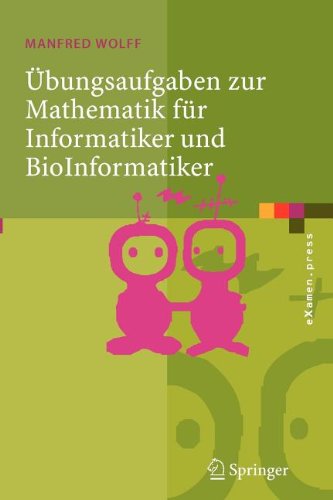 MANFRED WOLFF
Übungsaufgaben zur
Mathematik für
Informatiker und
BioInformatiker
eXamen.press
Springer